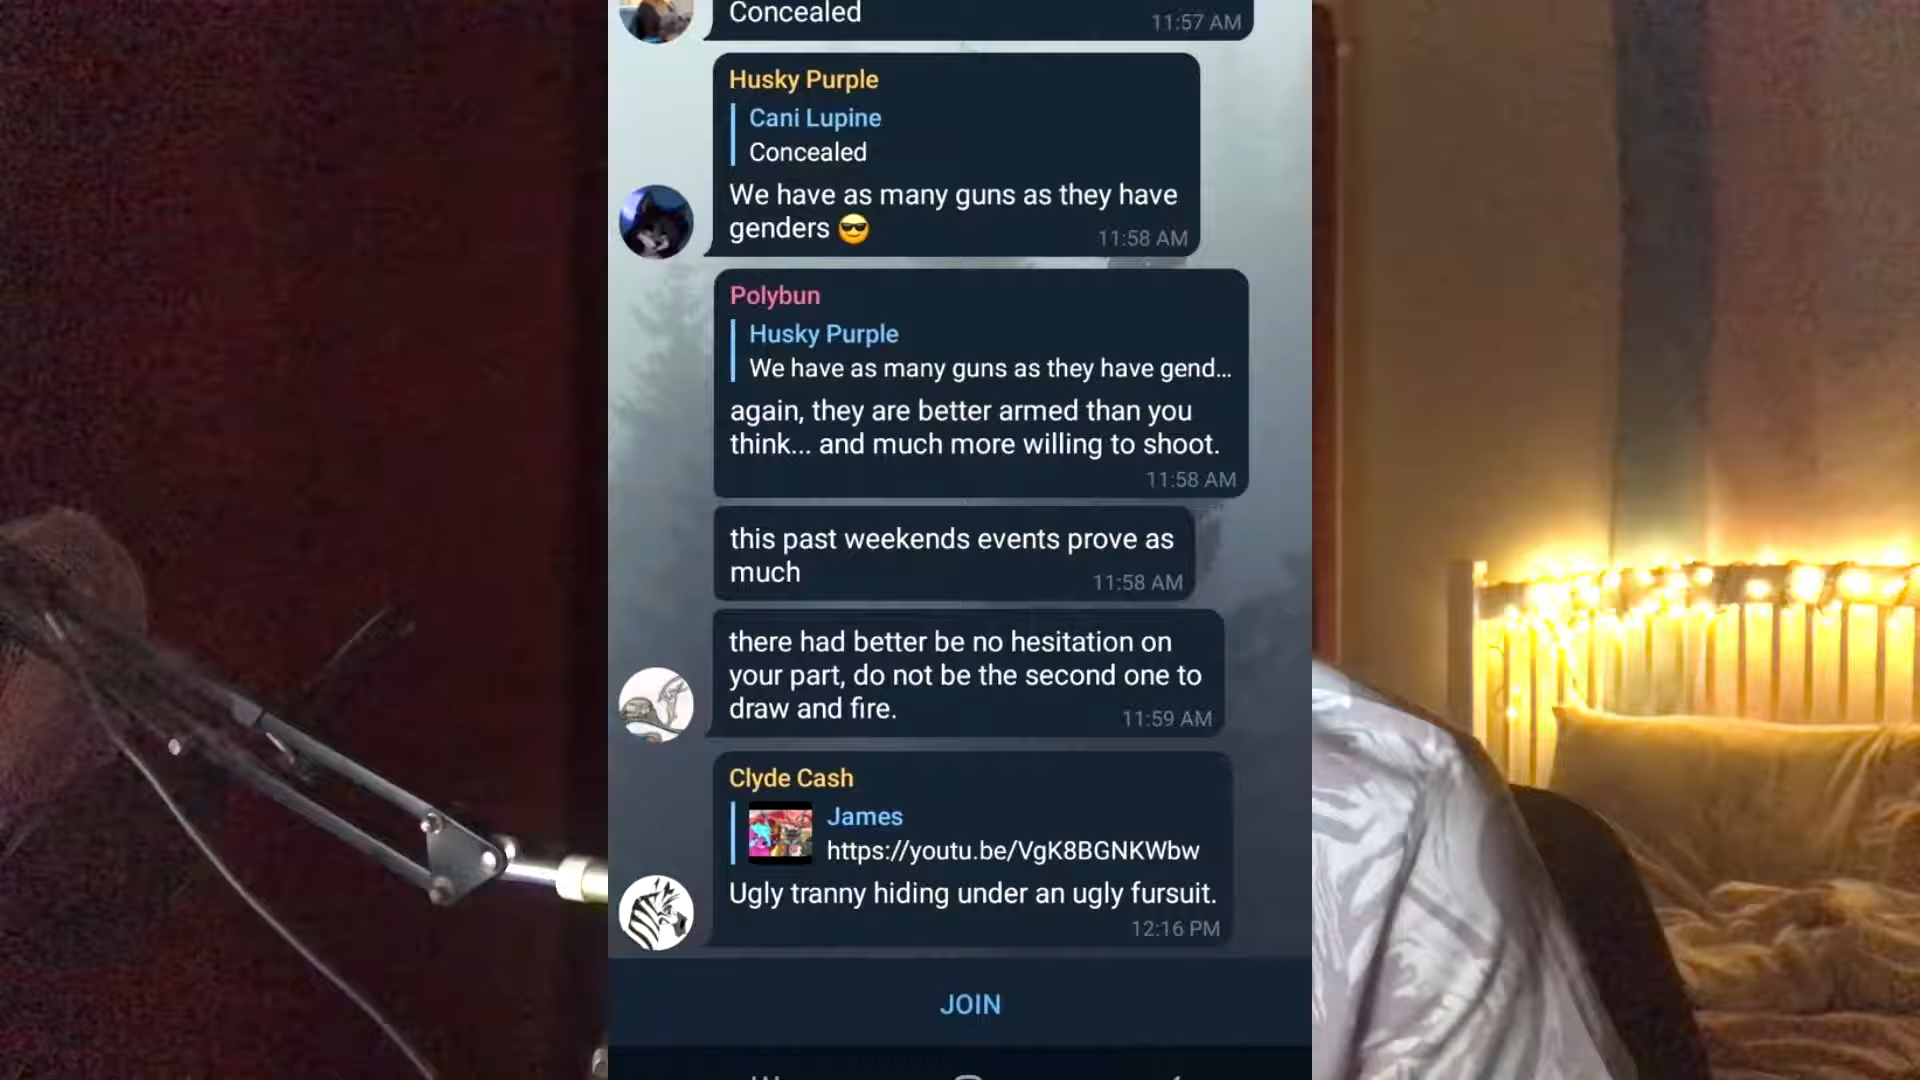 Concealed
11:57 AM
Husky Purple
Cani Lupine
Concealed
We have as many guns as they have
genders 😎
11:58 AM
Polybun
Husky Purple
We have as many guns as they have gend...
again, they are better armed than you
think... and much more willing to shoot.
11:58 AM
this past weekends events prove as
much
11:58 AM
there had better be no hesitation on
your part, do not be the second one to
draw and fire.
11:59 AM
Clyde Cash
James
https://youtu.be/VgK8BGNKWbw
Ugly tranny hiding under an ugly fursuit.
12:16 PM
JOIN